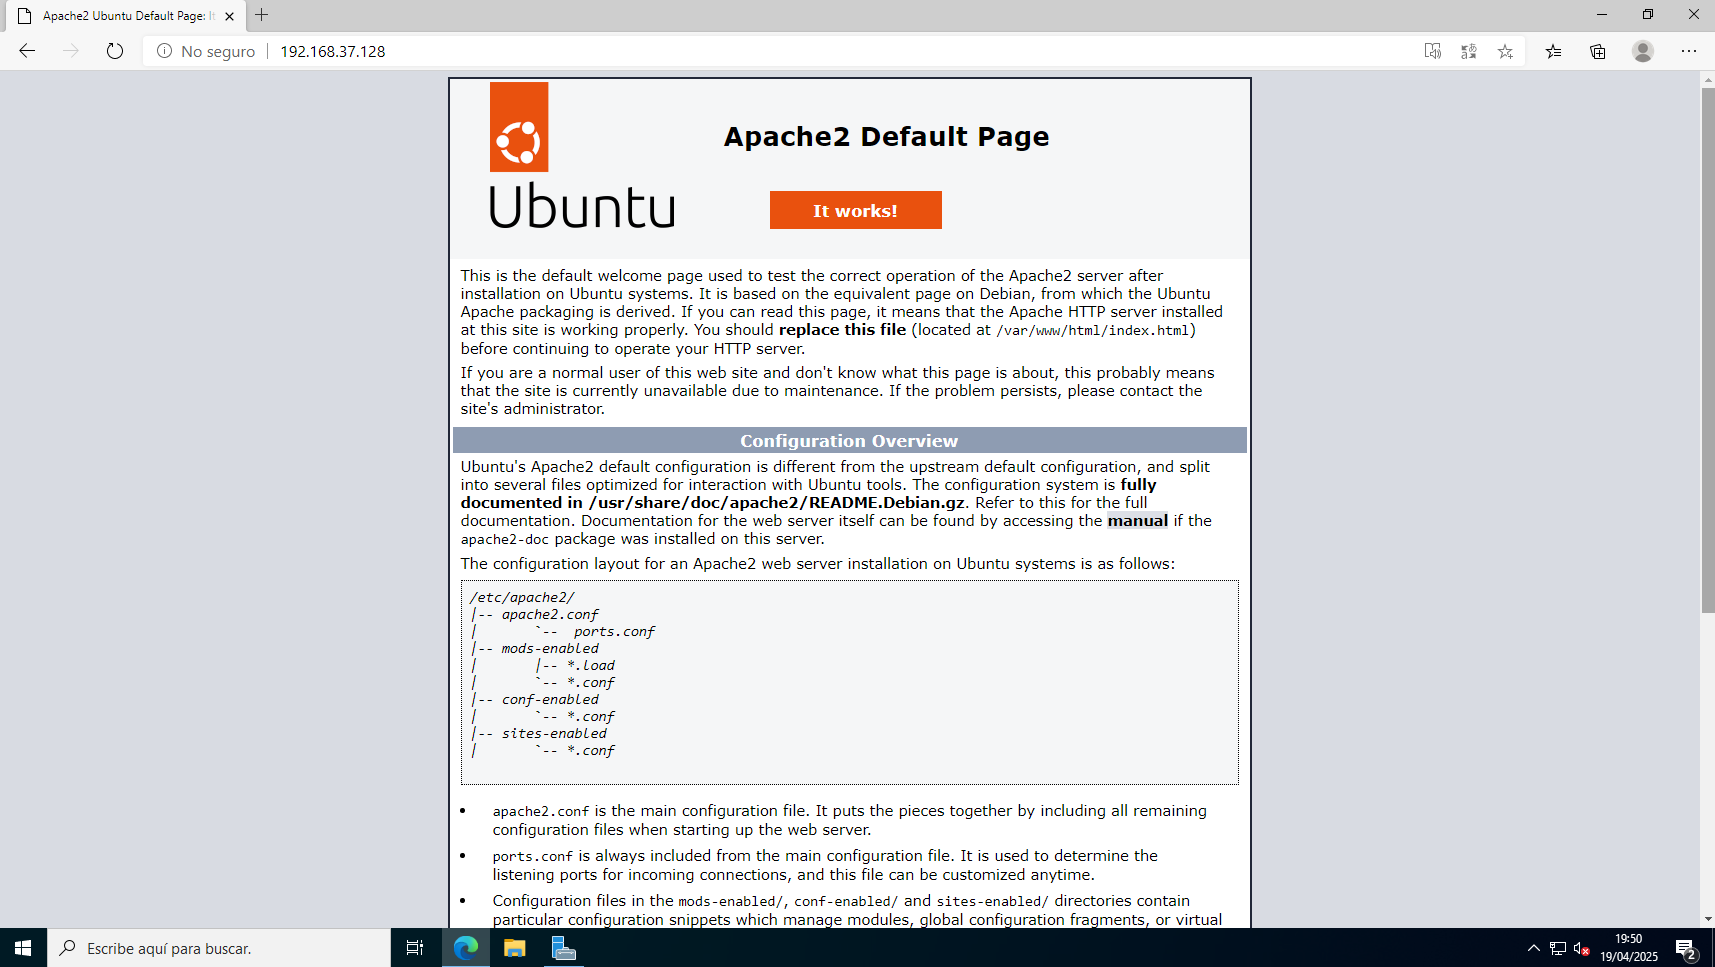 Apache2 Ubuntu Default Page: It
No seguro
192.168.37.128
Apache2 Default Page
Ubuntu
It works!
This is the default welcome page used to test the correct operation of the Apache2 server after
installation on Ubuntu systems. It is based on the equivalent page on Debian, from which the Ubuntu
Apache packaging is derived. If you can read this page, it means that the Apache HTTP server installed
at this site is working properly. You should replace this file (located at /var/www/html/index.html)
before continuing to operate your HTTP server.
If you are a normal user of this web site and don't know what this page is about, this probably means
that the site is currently unavailable due to maintenance. If the problem persists, please contact the
site's administrator.
Configuration Overview
Ubuntu's Apache2 default configuration is different from the upstream default configuration, and split
into several files optimized for interaction with Ubuntu tools. The configuration system is fully
documented in /usr/share/doc/apache2/README.Debian.gz. Refer to this for the full
documentation. Documentation for the web server itself can be found by accessing the manual if the
apache2-doc package was installed on this server.
The configuration layout for an Apache2 web server installation on Ubuntu systems is as follows:
/etc/apache2/
|-- apache2.conf
|       `--  ports.conf
|-- mods-enabled
|       |-- *.load
|       `-- *.conf
|-- conf-enabled
|       `-- *.conf
|-- sites-enabled
|       `-- *.conf
• apache2.conf is the main configuration file. It puts the pieces together by including all remaining
configuration files when starting up the web server.
• ports.conf is always included from the main configuration file. It is used to determine the
listening ports for incoming connections, and this file can be customized anytime.
• Configuration files in the mods-enabled/, conf-enabled/ and sites-enabled/ directories contain
particular configuration snippets which manage modules, global configuration fragments, or virtual
Escribe aquí para buscar.
19:50
19/04/2025
2